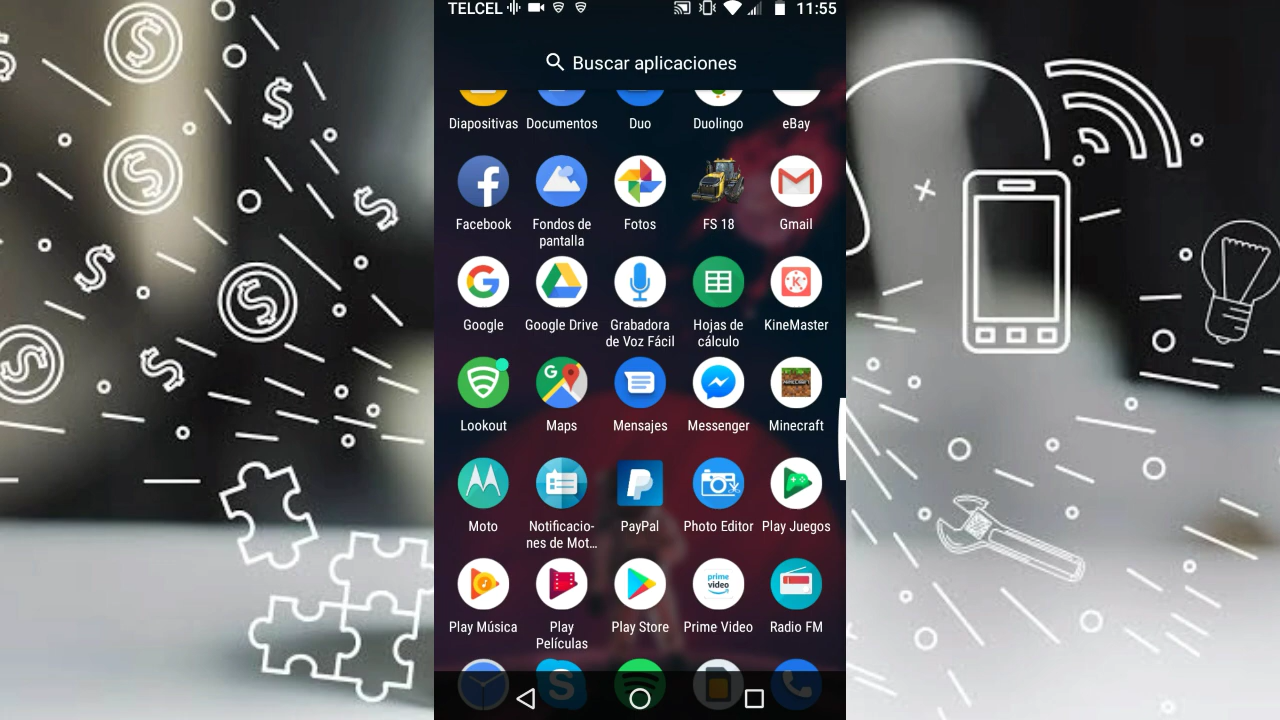 TELCEL 11:55
Buscar aplicaciones
Diapositivas Documentos Duo Duolingo eBay
Facebook Fondos de pantalla Fotos FS 18 Gmail
Google Google Drive Grabadora de Voz Fácil Hojas de cálculo KineMaster
Lookout Maps Mensajes Messenger Minecraft
Moto Notificacio-nes de Mot... PayPal Photo Editor Play Juegos
prime video
Play Música Play Películas Play Store Prime Video Radio FM